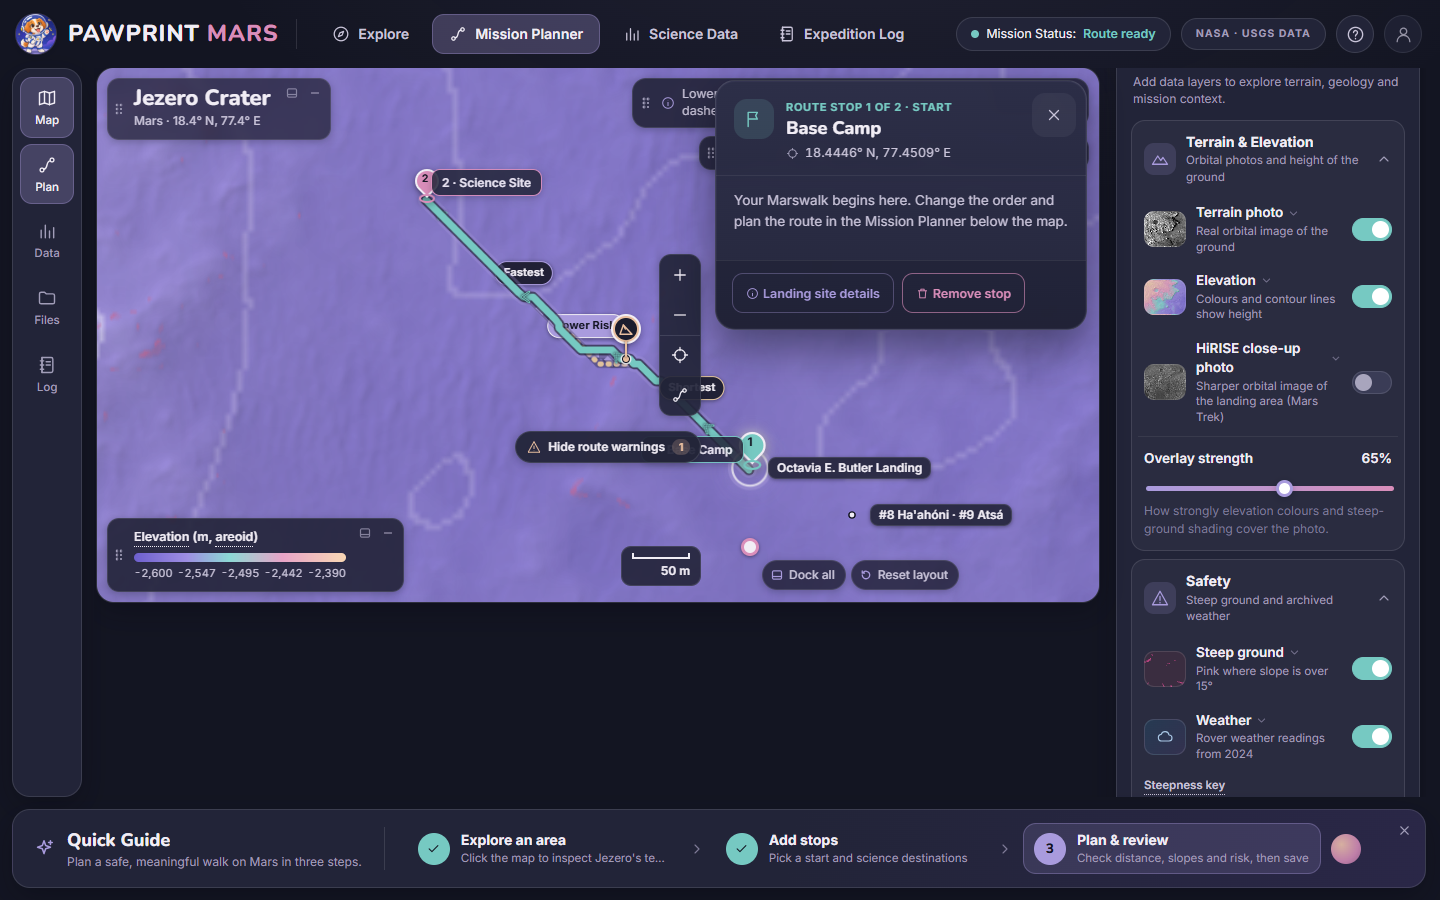 PAWPRINT MARS
Explore
Mission Planner
Science Data
Expedition Log
Mission Status: Route ready
NASA · USGS DATA
Map
Plan
Data
Files
Log
Jezero Crater
Mars · 18.4° N, 77.4° E
Lower
dashe
ROUTE STOP 1 OF 2 · START
Base Camp
18.4446° N, 77.4509° E
Your Marswalk begins here. Change the order and
plan the route in the Mission Planner below the map.
Landing site details
Remove stop
2
2 · Science Site
Fastest
ower Ris
Shortest
Hide route warnings 1
Camp
1
Octavia E. Butler Landing
#8 Ha'ahóni · #9 Atsá
Elevation (m, areoid)
-2,600 -2,547 -2,495 -2,442 -2,390
50 m
Dock all
Reset layout
Add data layers to explore terrain, geology and
mission context.
Terrain & Elevation
Orbital photos and height of the
ground
Terrain photo
Real orbital image of the
ground
Elevation
Colours and contour lines
show height
HiRISE close-up
photo
Sharper orbital image of
the landing area (Mars
Trek)
Overlay strength 65%
How strongly elevation colours and steep-
ground shading cover the photo.
Safety
Steep ground and archived
weather
Steep ground
Pink where slope is over
15°
Weather
Rover weather readings
from 2024
Steepness key
Quick Guide
Plan a safe, meaningful walk on Mars in three steps.
Explore an area
Click the map to inspect Jezero's te...
Add stops
Pick a start and science destinations
3
Plan & review
Check distance, slopes and risk, then save